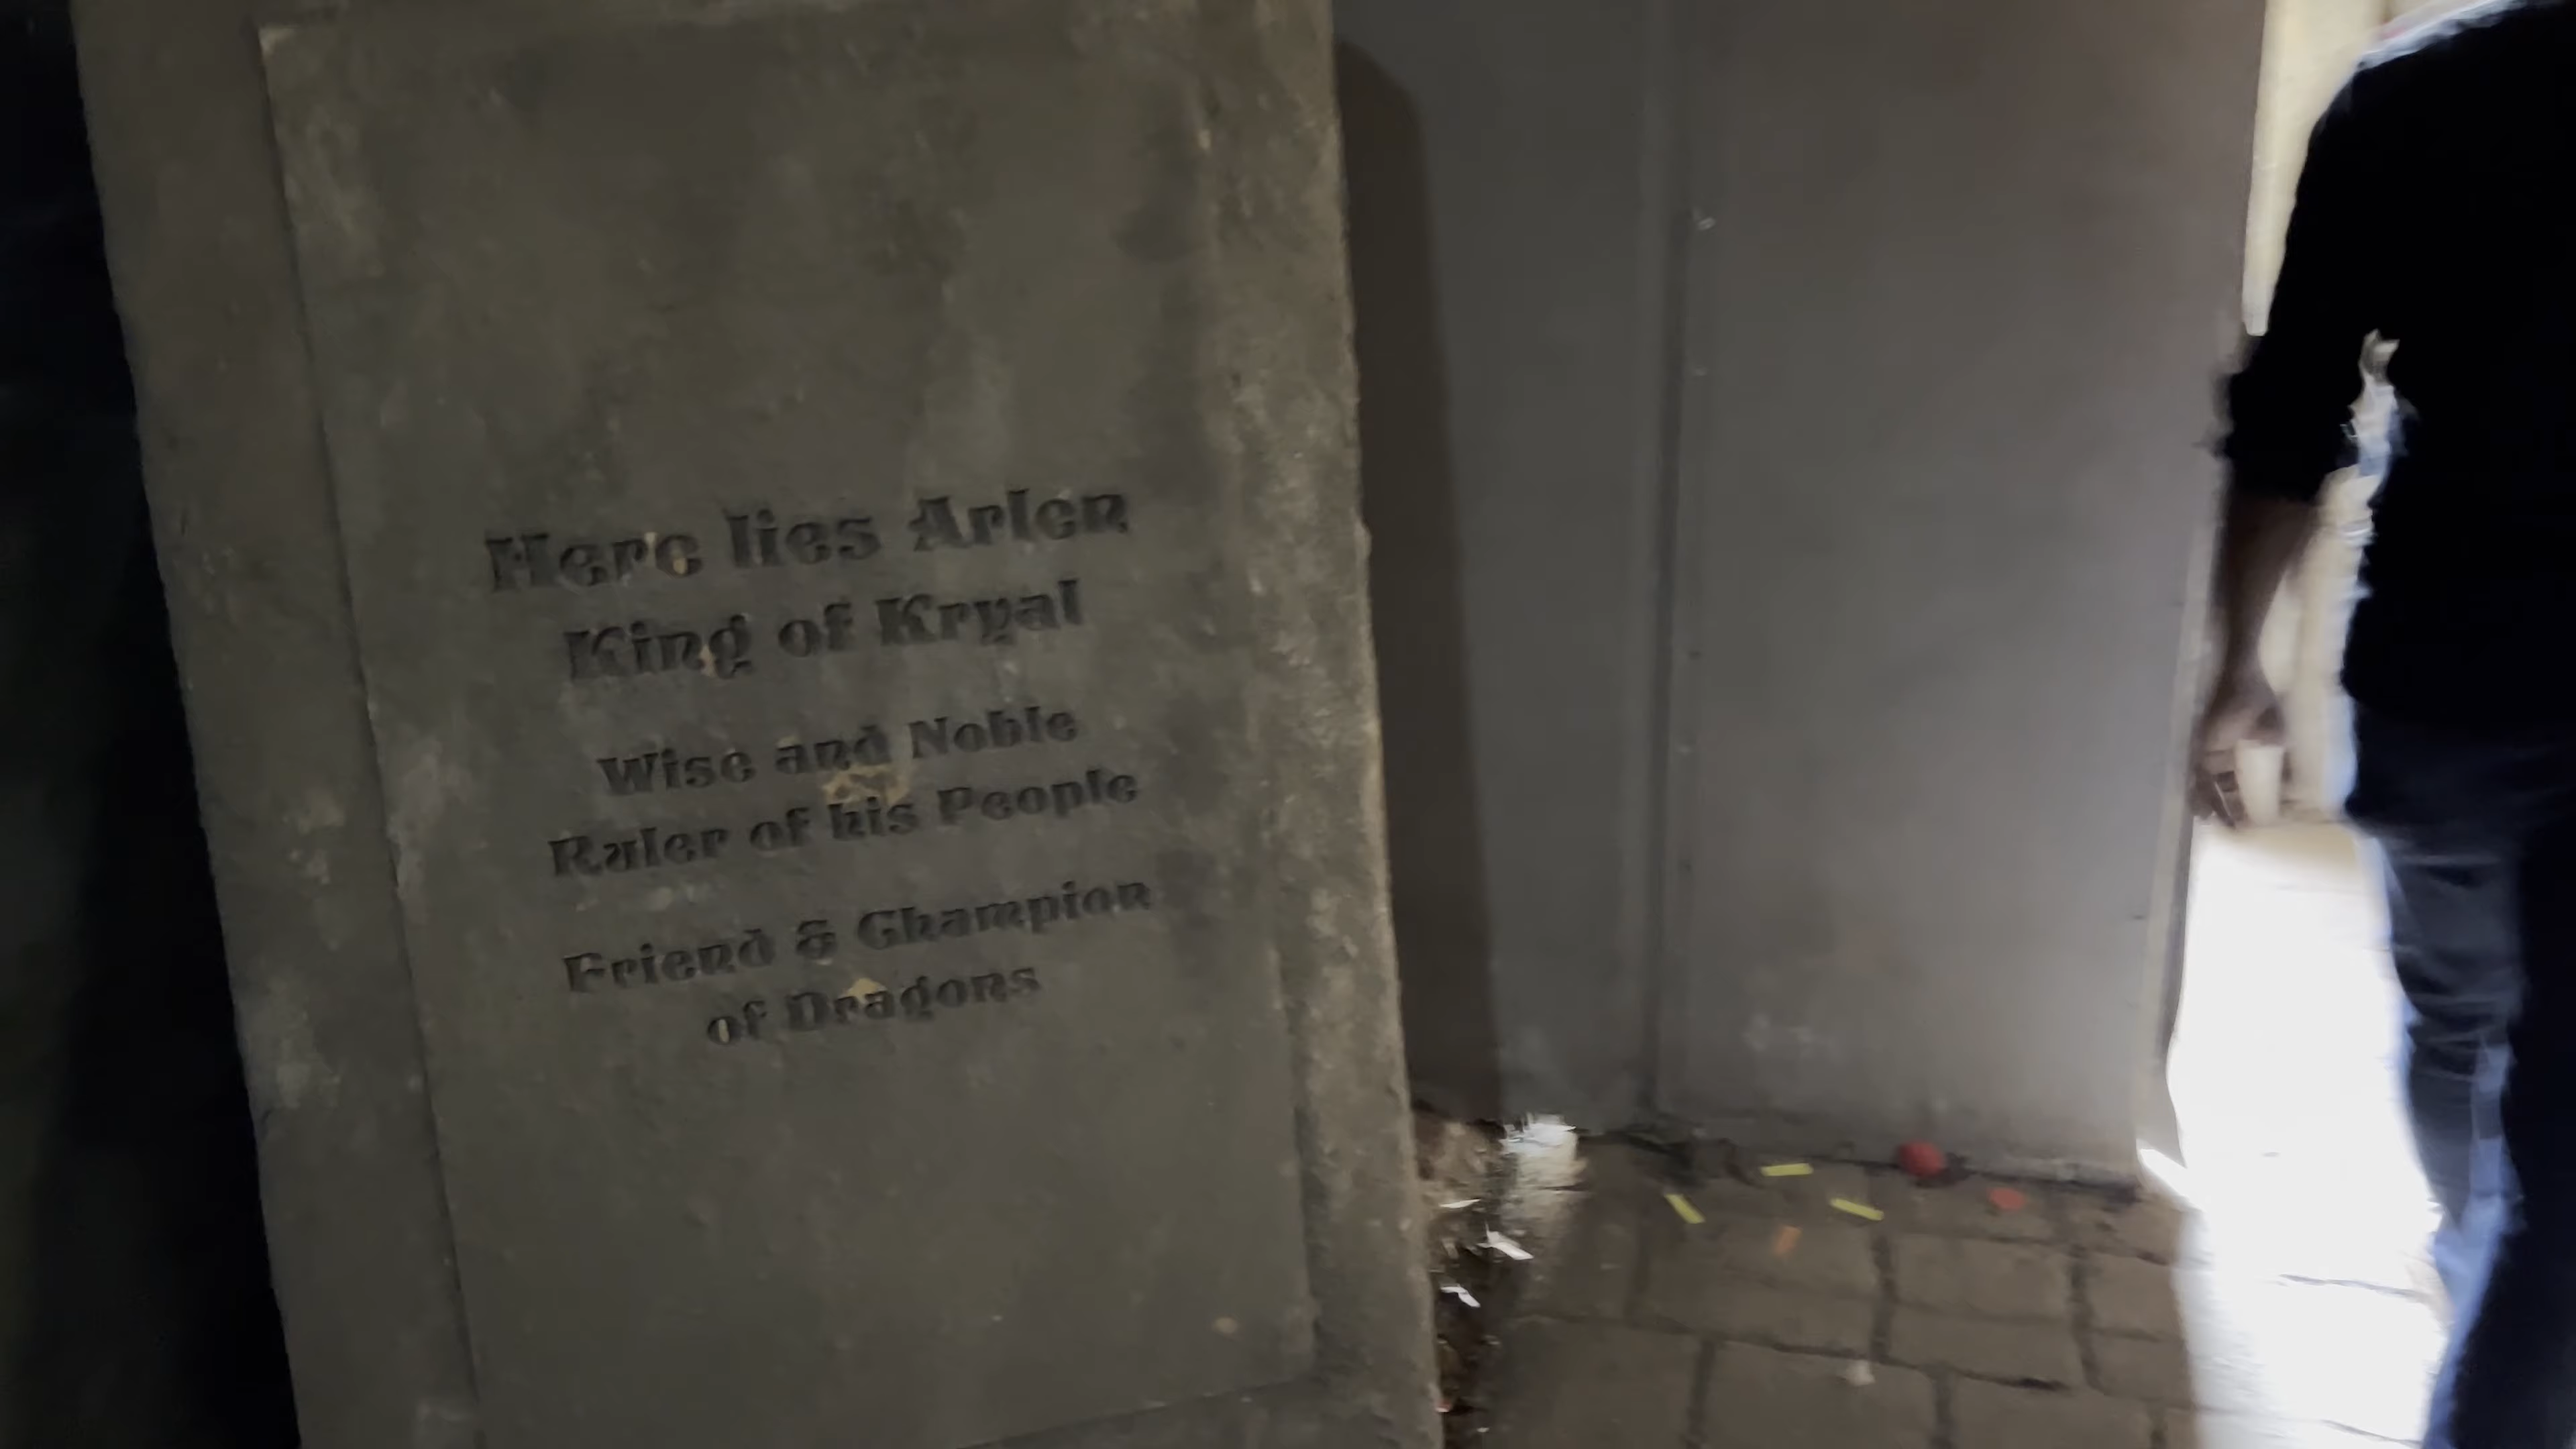 Here lies Arlen
King of Kryal
Wise and Noble
Ruler of his People
Friend & Champion
of Dragons